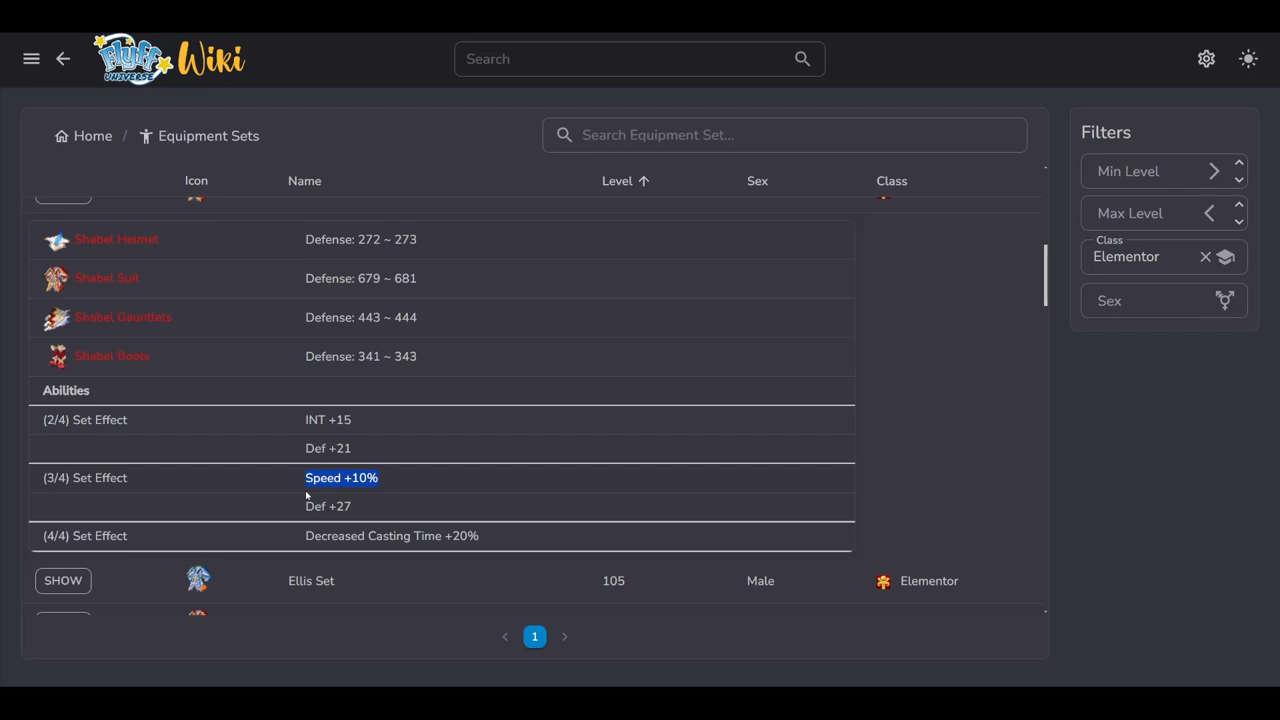 Flyff UNIVERSE Wiki
Search
Home / Equipment Sets
Search Equipment Set...
Icon Name Level Sex Class
Shabel Helmet Defense: 272 ~ 273
Shabel Suit Defense: 679 ~ 681
Shabel Gauntlets Defense: 443 ~ 444
Shabel Boots Defense: 341 ~ 343
Abilities
(2/4) Set Effect INT +15
Def +21
(3/4) Set Effect Speed +10%
Def +27
(4/4) Set Effect Decreased Casting Time +20%
SHOW Ellis Set 105 Male Elementor
1
Filters
Min Level
Max Level
Class
Elementor
Sex